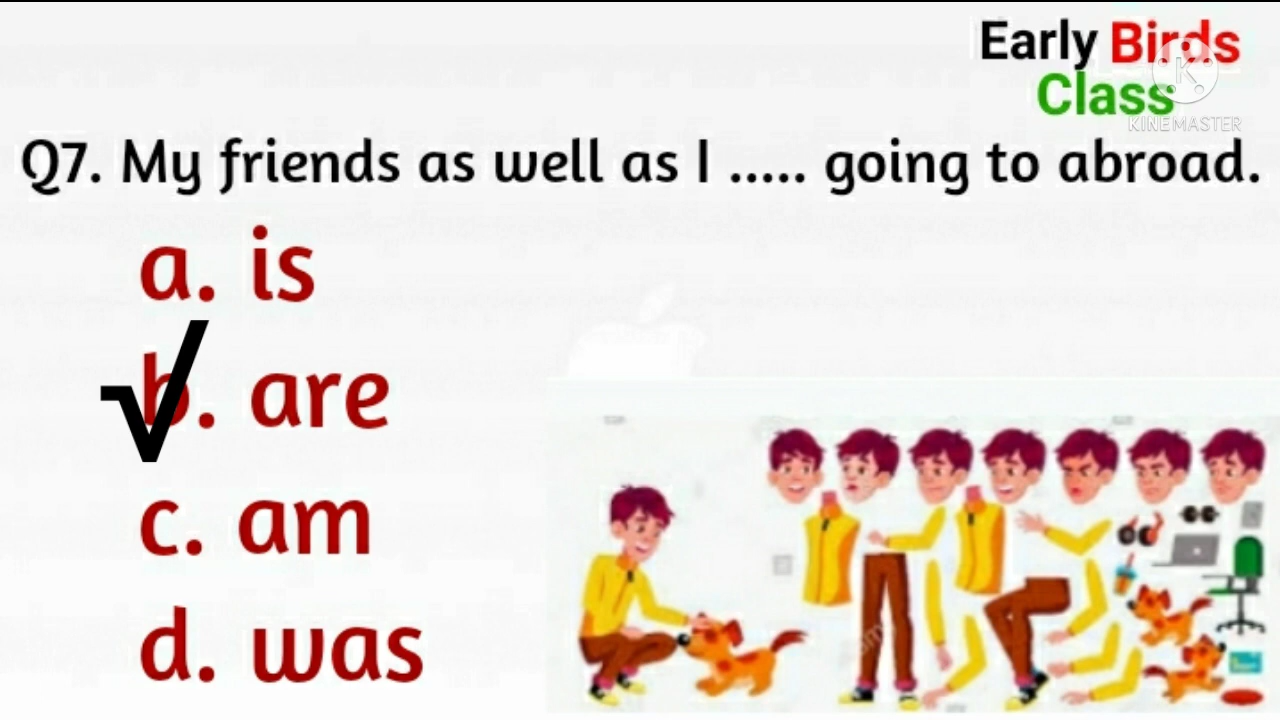 Early Birds
Class
KINEMASTER
Q7. My friends as well as I ..... going to abroad.
a. is
b. are
c. am
d. was